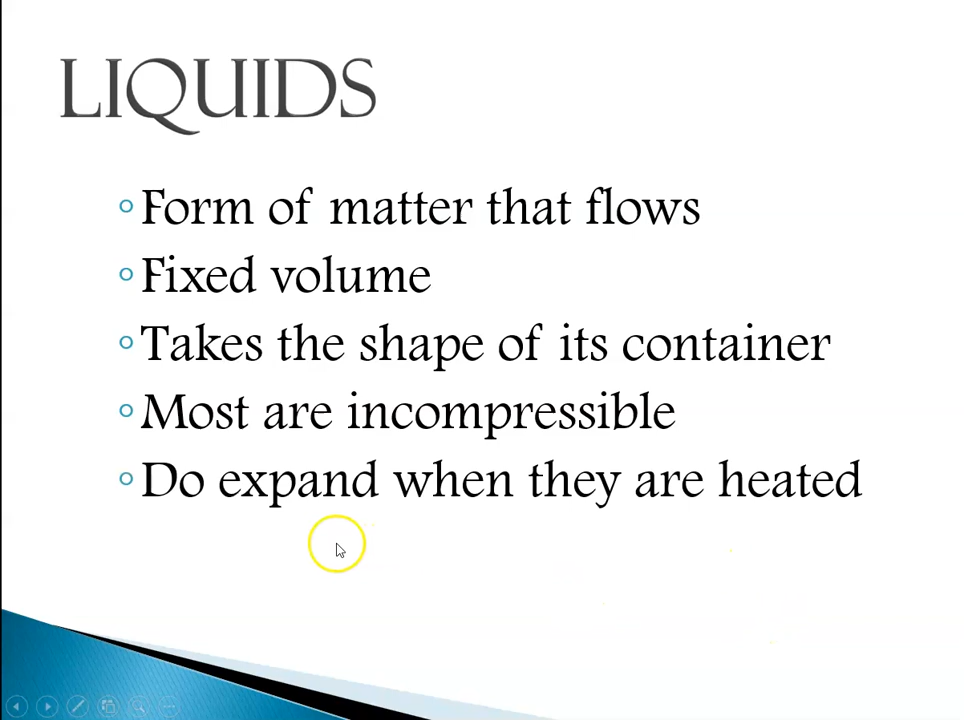 LIQUIDS
Form of matter that flows
Fixed volume
Takes the shape of its container
Most are incompressible
Do expand when they are heated